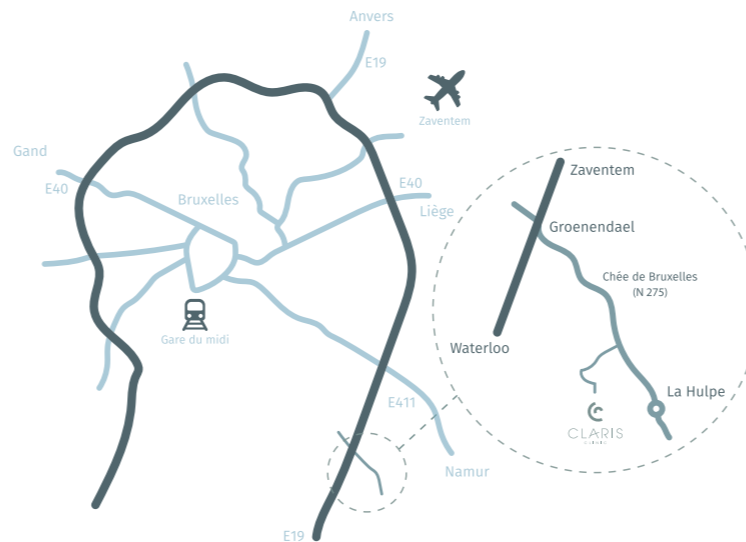 Anvers
E19
Zaventem
Gand
E40
Bruxelles
E40
Liège
Gare du midi
E411
Namur
E19
Zaventem
Groenendael
Chée de Bruxelles
(N 275)
Waterloo
La Hulpe
CLARIS